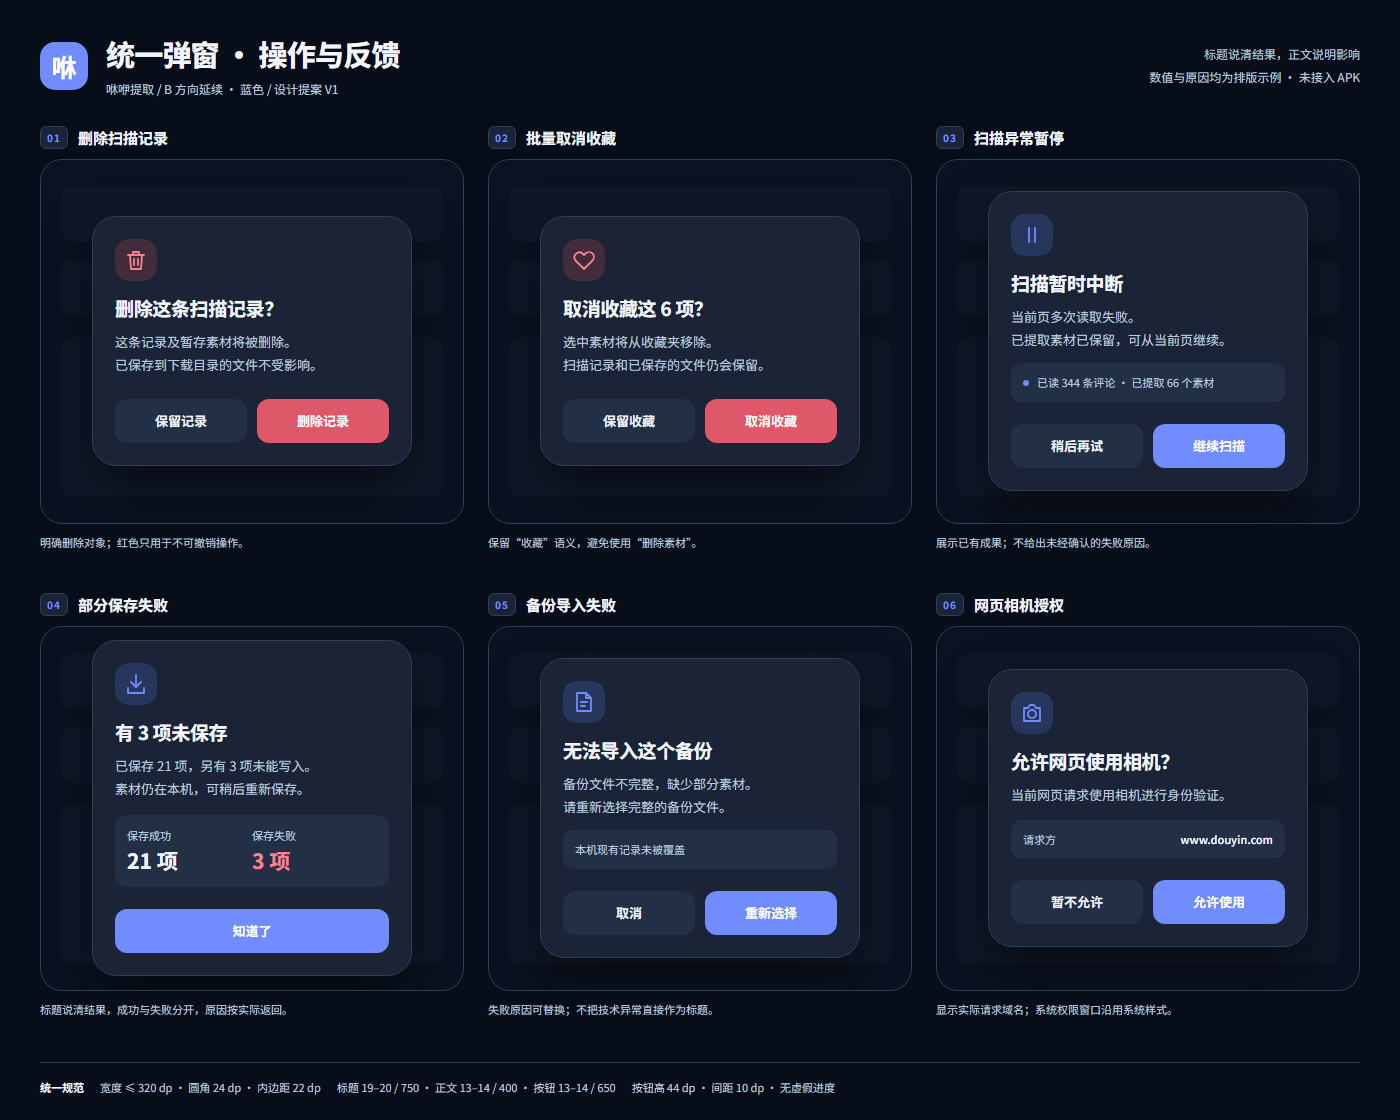 咻
统一弹窗 · 操作与反馈
咻咿提取 / B 方向延续 · 蓝色 / 设计提案 V1
标题说清结果，正文说明影响
数值与原因均为排版示例 · 未接入 APK
01 删除扫描记录
删除这条扫描记录？
这条记录及暂存素材将被删除。
已保存到下载目录的文件不受影响。
保留记录 删除记录
明确删除对象；红色只用于不可撤销操作。
02 批量取消收藏
取消收藏这 6 项？
选中素材将从收藏夹移除。
扫描记录和已保存的文件仍会保留。
保留收藏 取消收藏
保留“收藏”语义，避免使用“删除素材”。
03 扫描异常暂停
扫描暂时中断
当前页多次读取失败。
已提取素材已保留，可从当前页继续。
已读 344 条评论 · 已提取 66 个素材
稍后再试 继续扫描
展示已有成果；不给出未经确认的失败原因。
04 部分保存失败
有 3 项未保存
已保存 21 项，另有 3 项未能写入。
素材仍在本机，可稍后重新保存。
保存成功 保存失败
21 项 3 项
知道了
标题说清结果，成功与失败分开，原因按实际返回。
05 备份导入失败
无法导入这个备份
备份文件不完整，缺少部分素材。
请重新选择完整的备份文件。
本机现有记录未被覆盖
取消 重新选择
失败原因可替换；不把技术异常直接作为标题。
06 网页相机授权
允许网页使用相机？
当前网页请求使用相机进行身份验证。
请求方 www.douyin.com
暂不允许 允许使用
显示实际请求域名；系统权限窗口沿用系统样式。
统一规范 宽度 ≤ 320 dp · 圆角 24 dp · 内边距 22 dp 标题 19–20 / 750 · 正文 13–14 / 400 · 按钮 13–14 / 650 按钮高 44 dp · 间距 10 dp · 无虚假进度